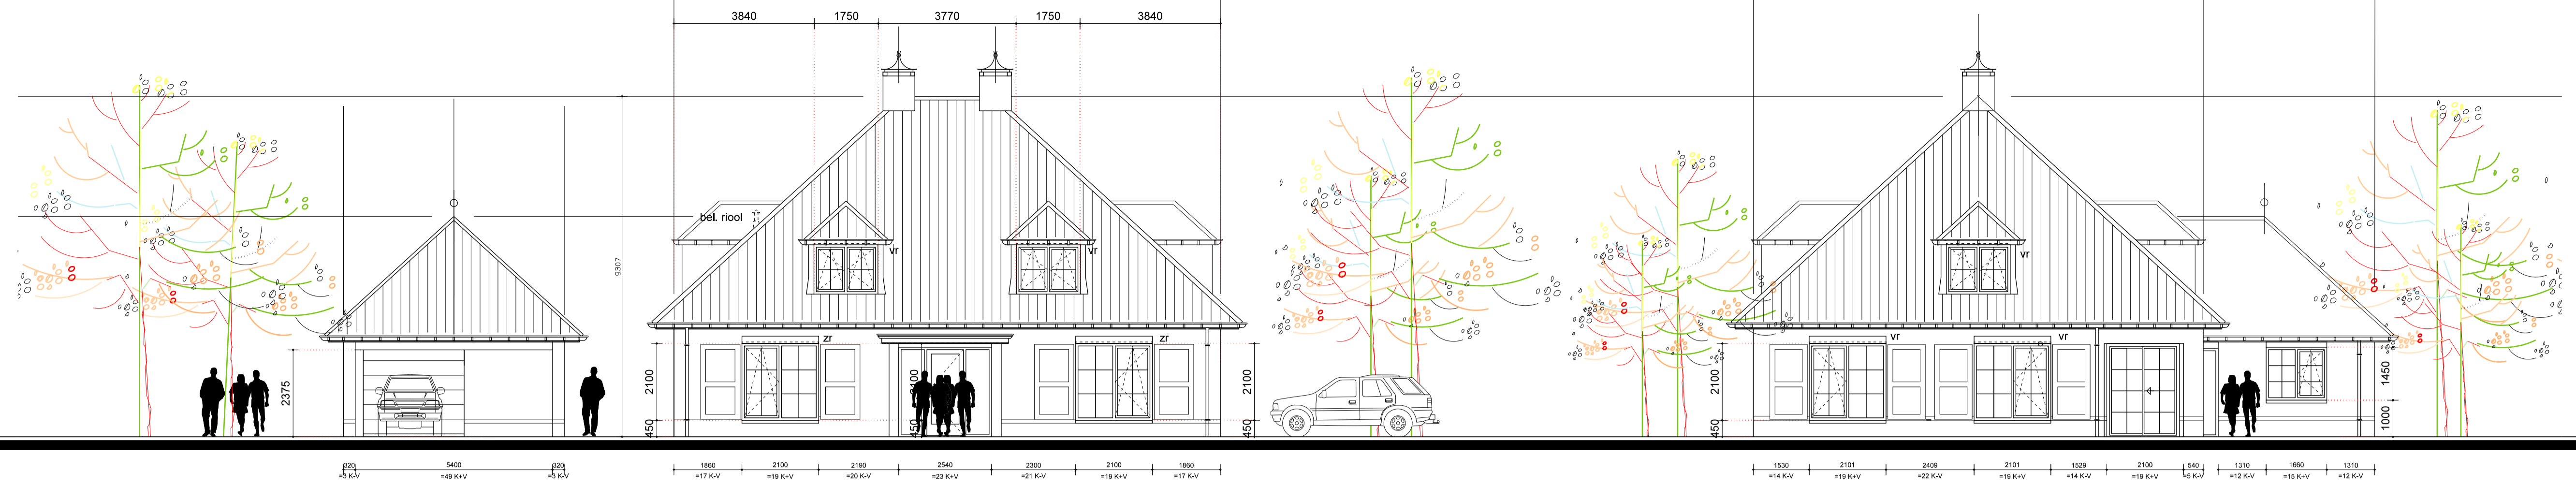 3840 1750 3770 1750 3840
bel. riool
vr vr vr
9307
zr zr vr vr
2375
2100 2100 2100 2100 1450
450 450 450 450 1000
320 5400 320 1860 2100 2190 2540 2300 2100 1860 1530 2101 2409 2101 1529 2100 540 1310 1660 1310
=3 K-V =49 K+V =3 K-V =17 K-V =19 K+V =20 K-V =23 K+V =21 K-V =19 K+V =17 K-V =14 K-V =19 K+V =22 K-V =19 K+V =14 K-V =19 K+V =5 K-V =12 K-V =15 K+V =12 K-V